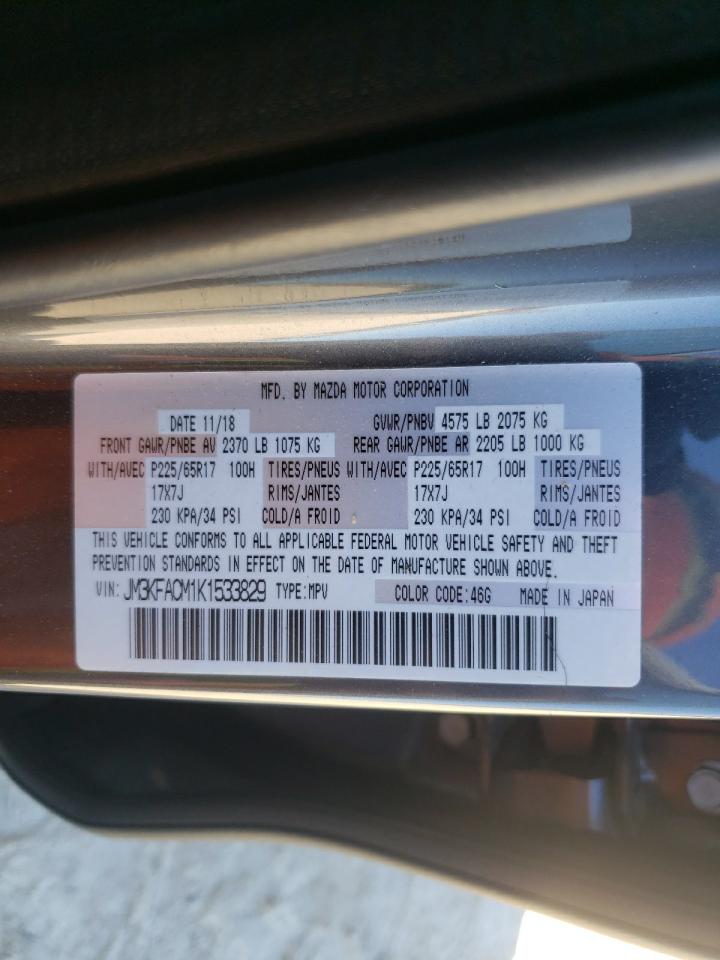 MFD. BY MAZDA MOTOR CORPORATION
DATE 11/18 GVWR/PNBV 4575 LB 2075 KG
FRONT GAWR/PNBE AV 2370 LB 1075 KG REAR GAWR/PNBE AR 2205 LB 1000 KG
WITH/AVEC P225/65R17 100H TIRES/PNEUS WITH/AVEC P225/65R17 100H TIRES/PNEUS
17X7J RIMS/JANTES 17X7J RIMS/JANTES
230 KPA/34 PSI COLD/A FROID 230 KPA/34 PSI COLD/A FROID
THIS VEHICLE CONFORMS TO ALL APPLICABLE FEDERAL MOTOR VEHICLE SAFETY AND THEFT
PREVENTION STANDARDS IN EFFECT ON THE DATE OF MANUFACTURE SHOWN ABOVE.
VIN: JM3KFACM1K1533829 TYPE:MPV COLOR CODE:46G MADE IN JAPAN